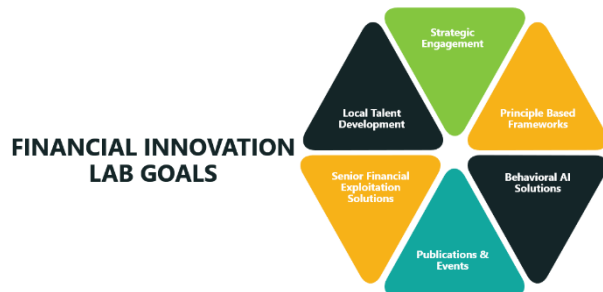 FINANCIAL INNOVATION
LAB GOALS
Strategic
Engagement
Principle Based
Frameworks
Behavioral AI
Solutions
Publications &
Events
Senior Financial
Exploitation
Solutions
Local Talent
Development